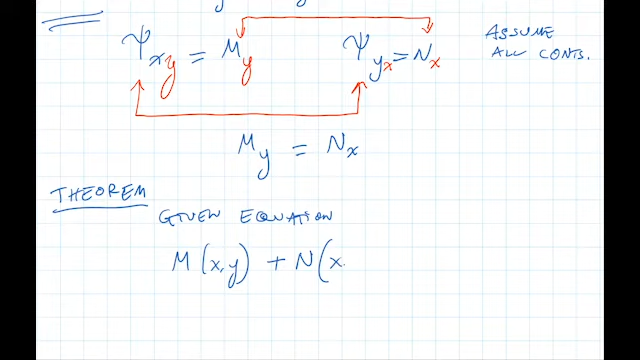 Ψxy = My Ψyx = Nx ASSUME
ALL CONTS.
My = Nx
THEOREM
GIVEN EQUATION
M(x,y) + N(x.